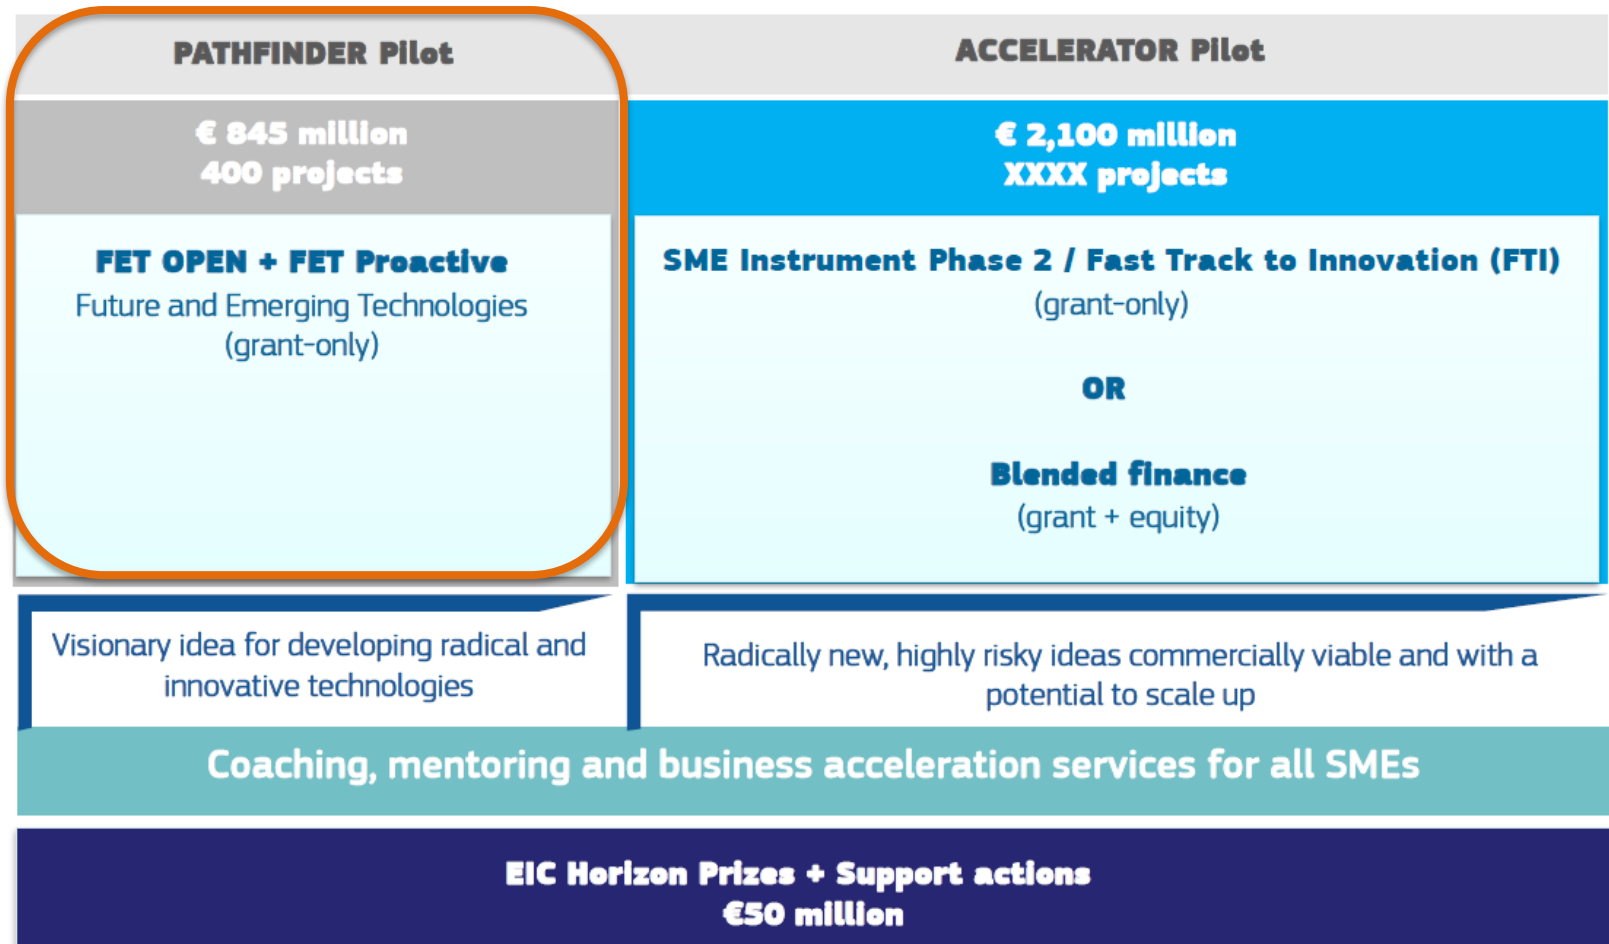 PATHFINDER Pilot
ACCELERATOR Pilot
€ 845 million
400 projects
€ 2,100 million
XXXX projects
FET OPEN + FET Proactive
Future and Emerging Technologies
(grant-only)
SME Instrument Phase 2 / Fast Track to Innovation (FTI)
(grant-only)
OR
Blended finance
(grant + equity)
Visionary idea for developing radical and
innovative technologies
Radically new, highly risky ideas commercially viable and with a
potential to scale up
Coaching, mentoring and business acceleration services for all SMEs
EIC Horizon Prizes + Support actions
€50 million